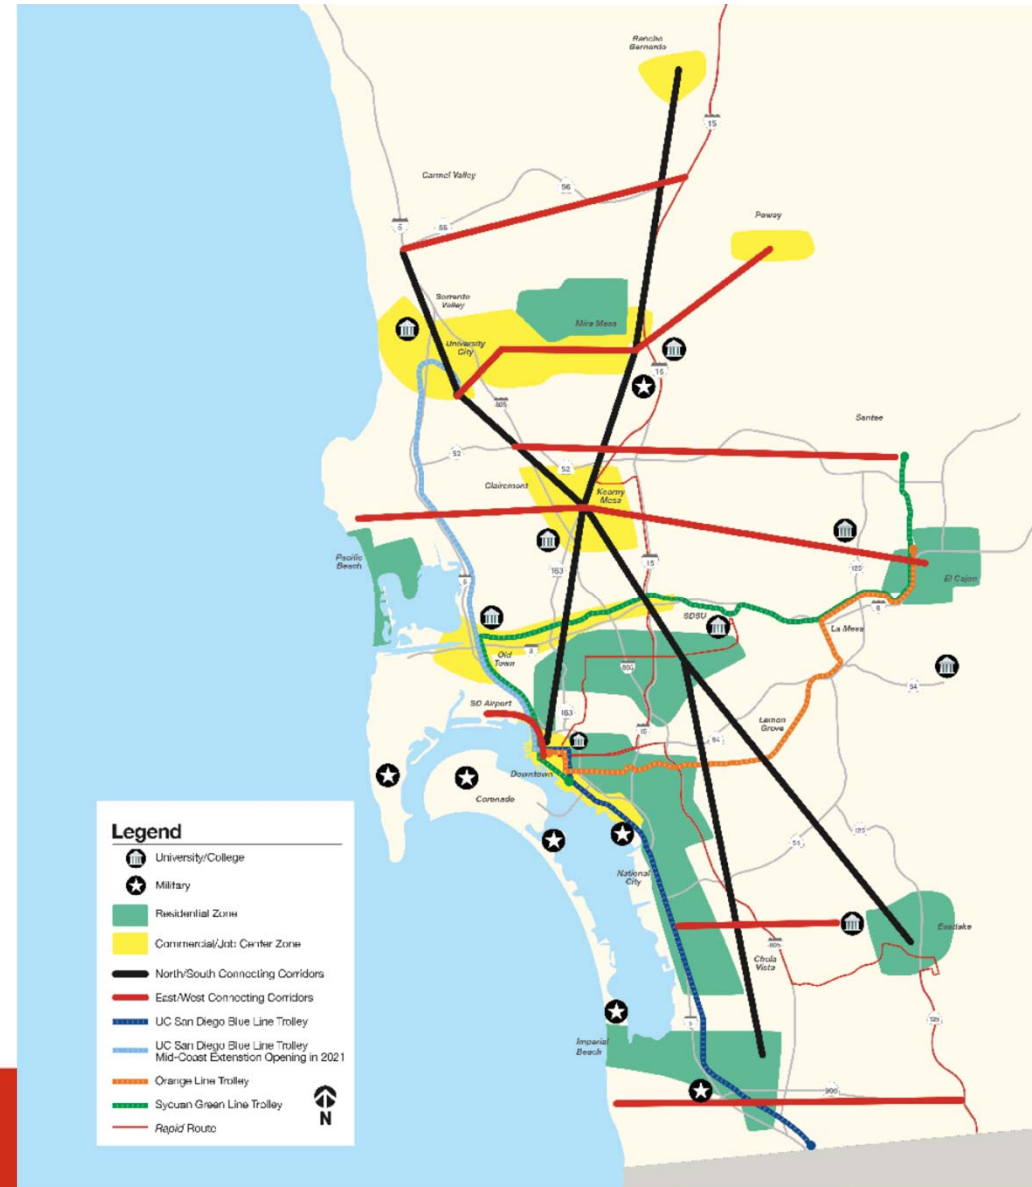 Rancho
Bernardo
15
Carmel Valley
56
56
5
Poway
Sorrento
Valley
Mira Mesa
University
City
15
805
Santee
52
52
Clairemont
Kearny
Mesa
Pacific
Beach
163
15
125
5
El Cajon
8
SDSU
La Mesa
Old
Town
8
805
54
SD Airport
163
15
94
Lemon
Grove
Downtown
Coronado
54
125
National
City
Eastlake
805
Chula
Vista
5
Imperial
Beach
905
Legend
University/College
Military
Residential Zone
Commercial/Job Center Zone
North/South Connecting Corridors
East/West Connecting Corridors
UC San Diego Blue Line Trolley
UC San Diego Blue Line Trolley
Mid-Coast Extenstion Opening in 2021
Orange Line Trolley
Sycuan Green Line Trolley
Rapid Route
N